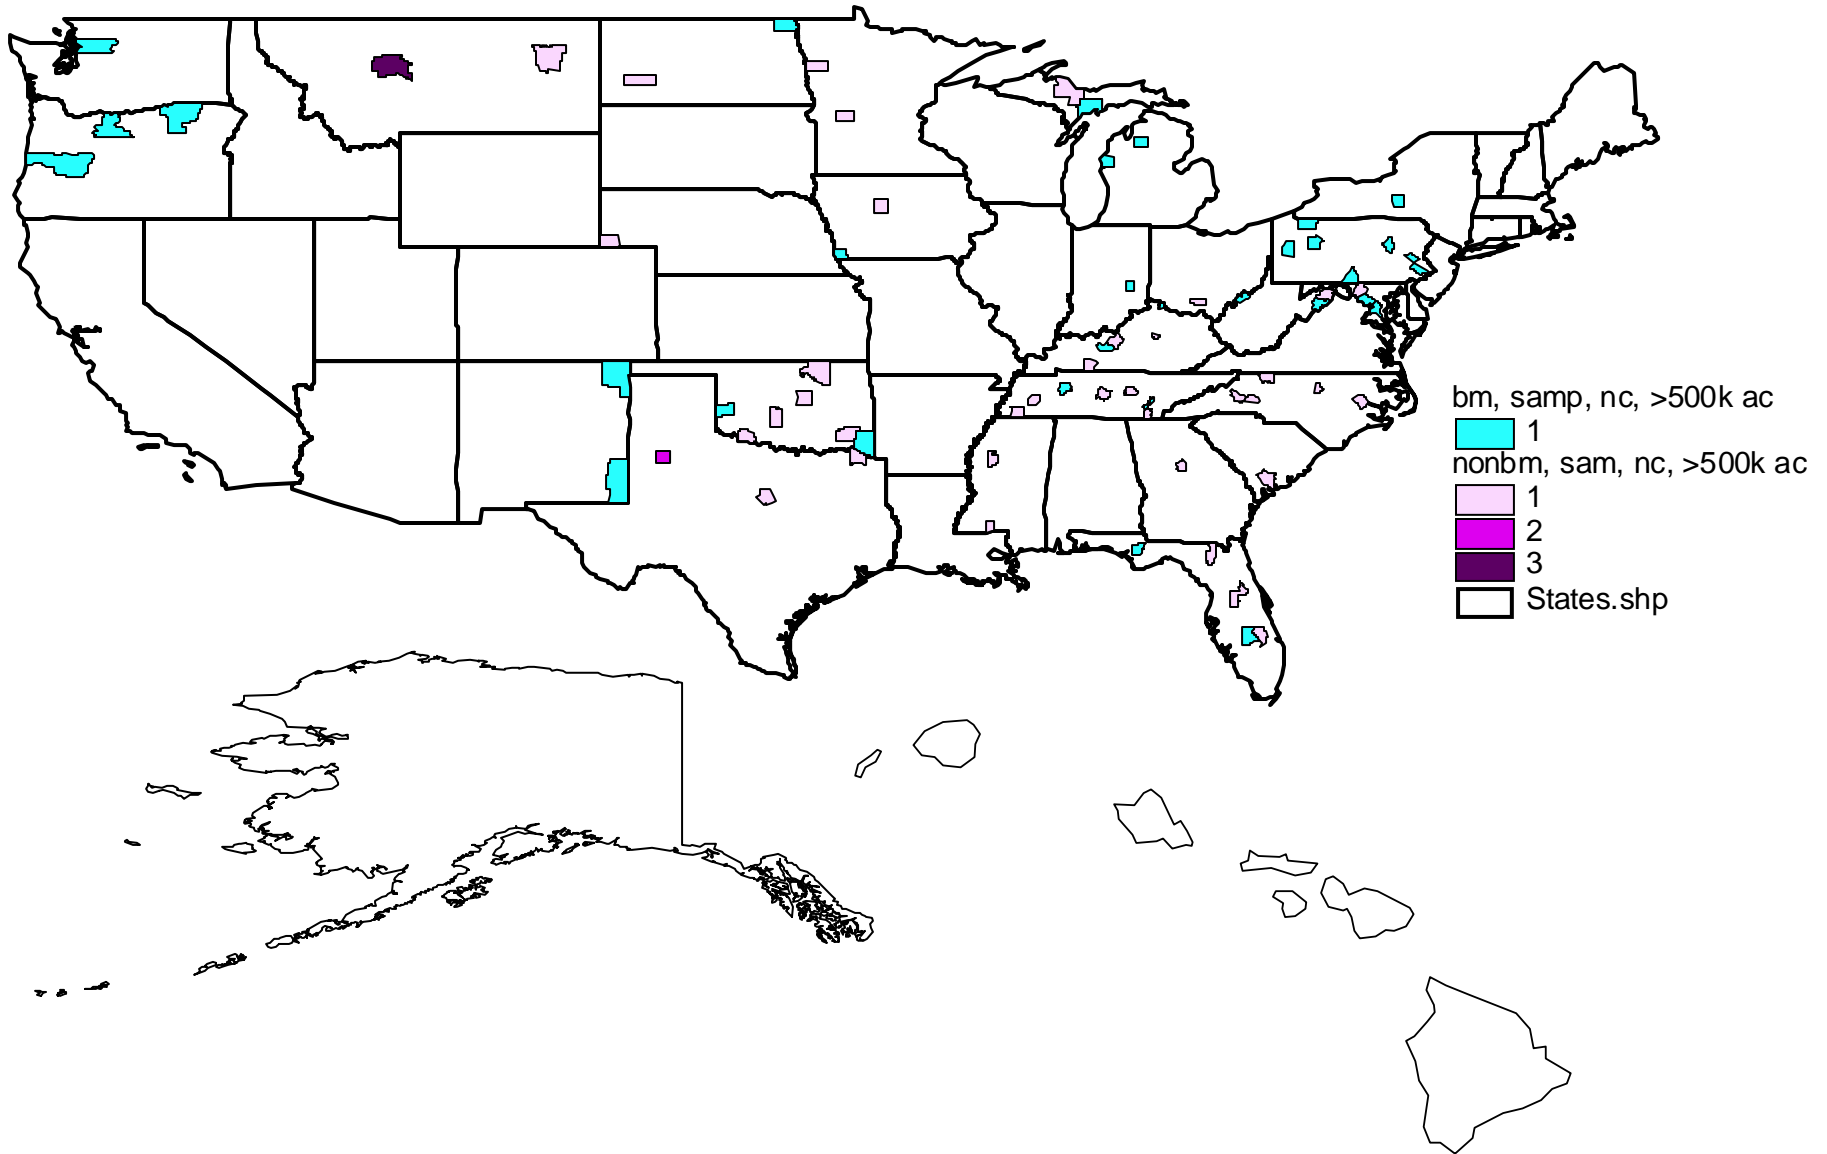 bm, samp, nc, >500k ac
1
nonbm, sam, nc, >500k ac
1
2
3
States.shp